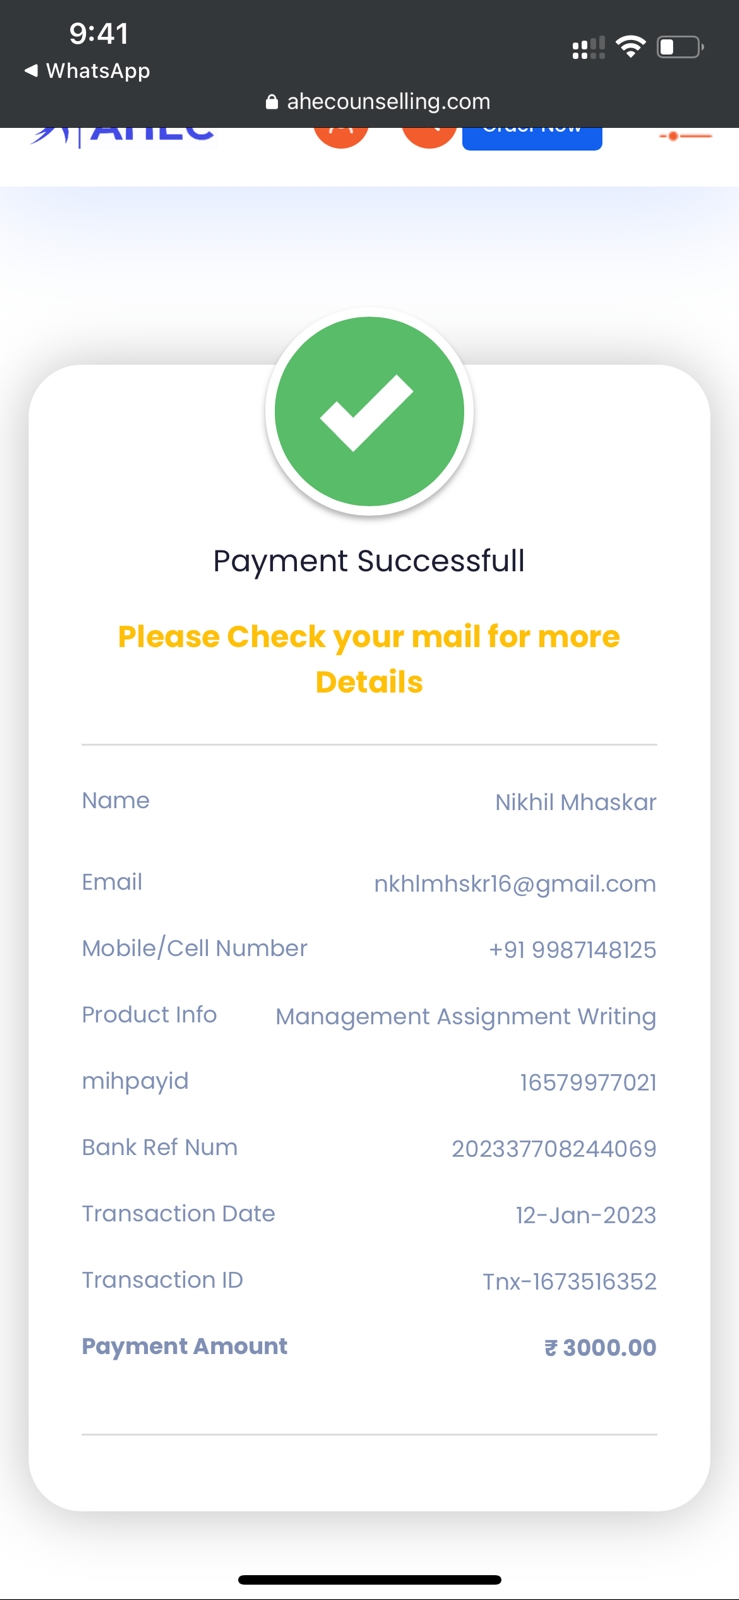 9:41
◀ WhatsApp
ahecounselling.com
AHEC
Order Now
Payment Successfull
Please Check your mail for more
Details
Name Nikhil Mhaskar
Email nkhlmhskr16@gmail.com
Mobile/Cell Number +91 9987148125
Product Info Management Assignment Writing
mihpayid 16579977021
Bank Ref Num 202337708244069
Transaction Date 12-Jan-2023
Transaction ID Tnx-1673516352
Payment Amount ₹ 3000.00